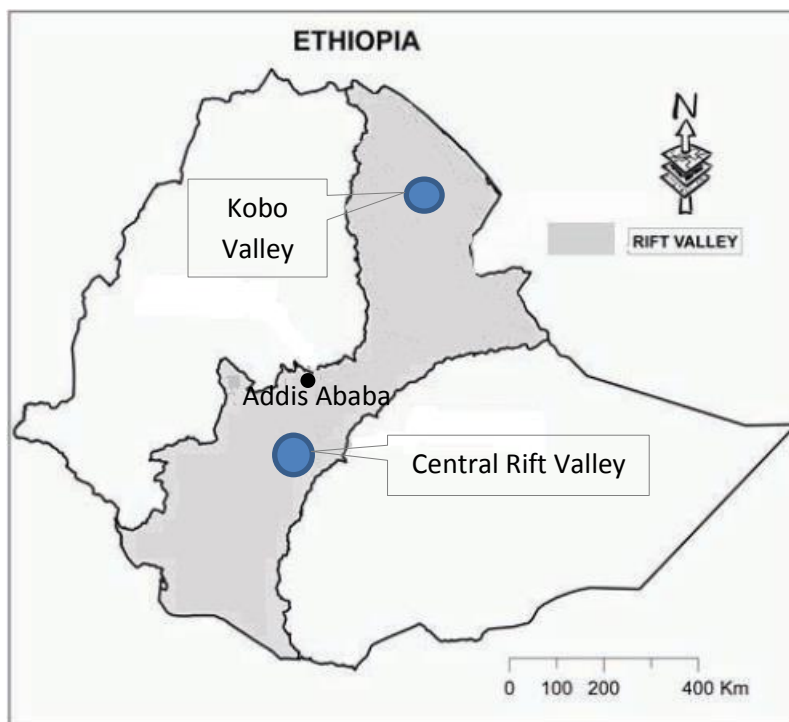 ETHIOPIA
N
Kobo
Valley
RIFT VALLEY
Addis Ababa
Central Rift Valley
0 100 200 400 Km